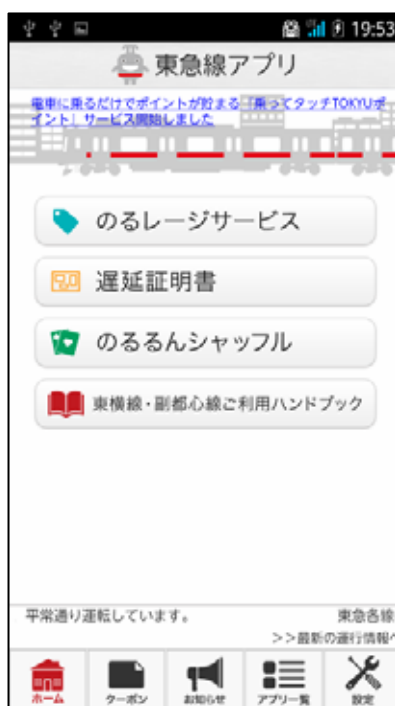 19:53
東急線アプリ
電車に乗るだけでポイントが貯まる「乗ってタッチTOKYUポ
イント」サービス開始しました
のるレージサービス
遅延証明書
のるるんシャッフル
東横線・副都心線ご利用ハンドブック
平常通り運転しています。 東急各線
>>最新の運行情報へ
ホーム クーポン お知らせ アプリ一覧 設定